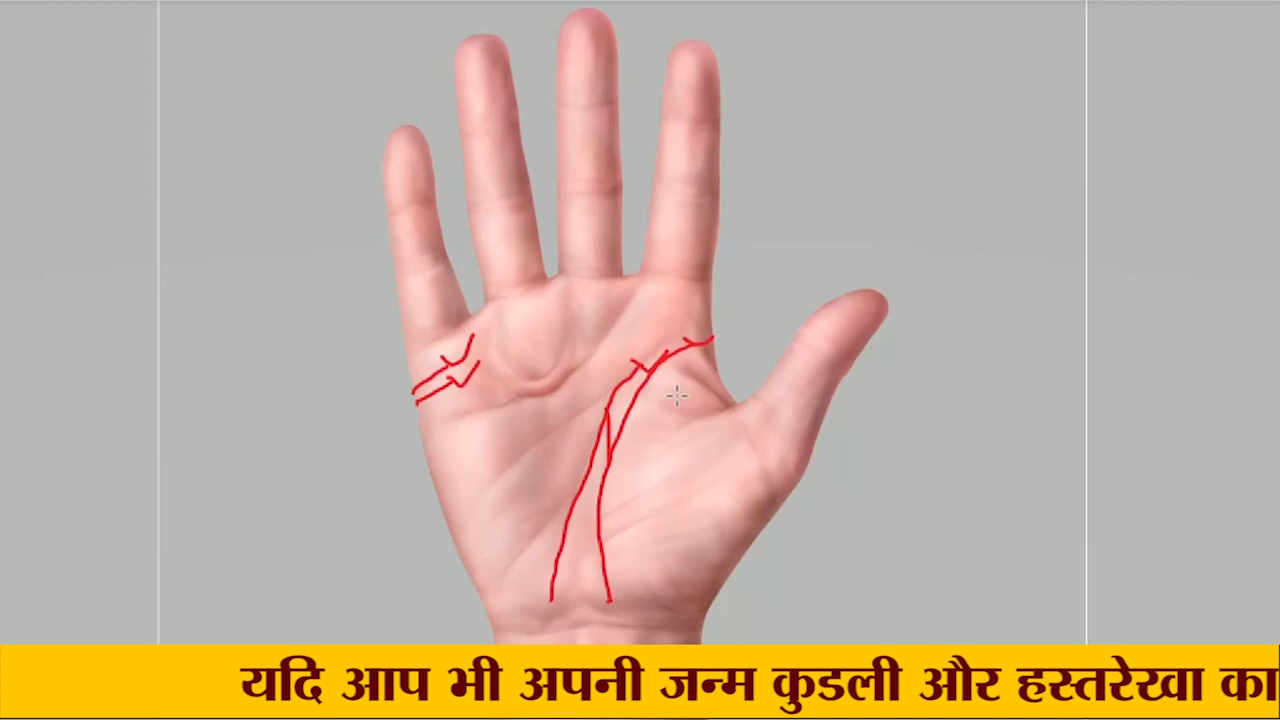 यदि आप भी अपनी जन्म कुडली और हस्तरेखा का